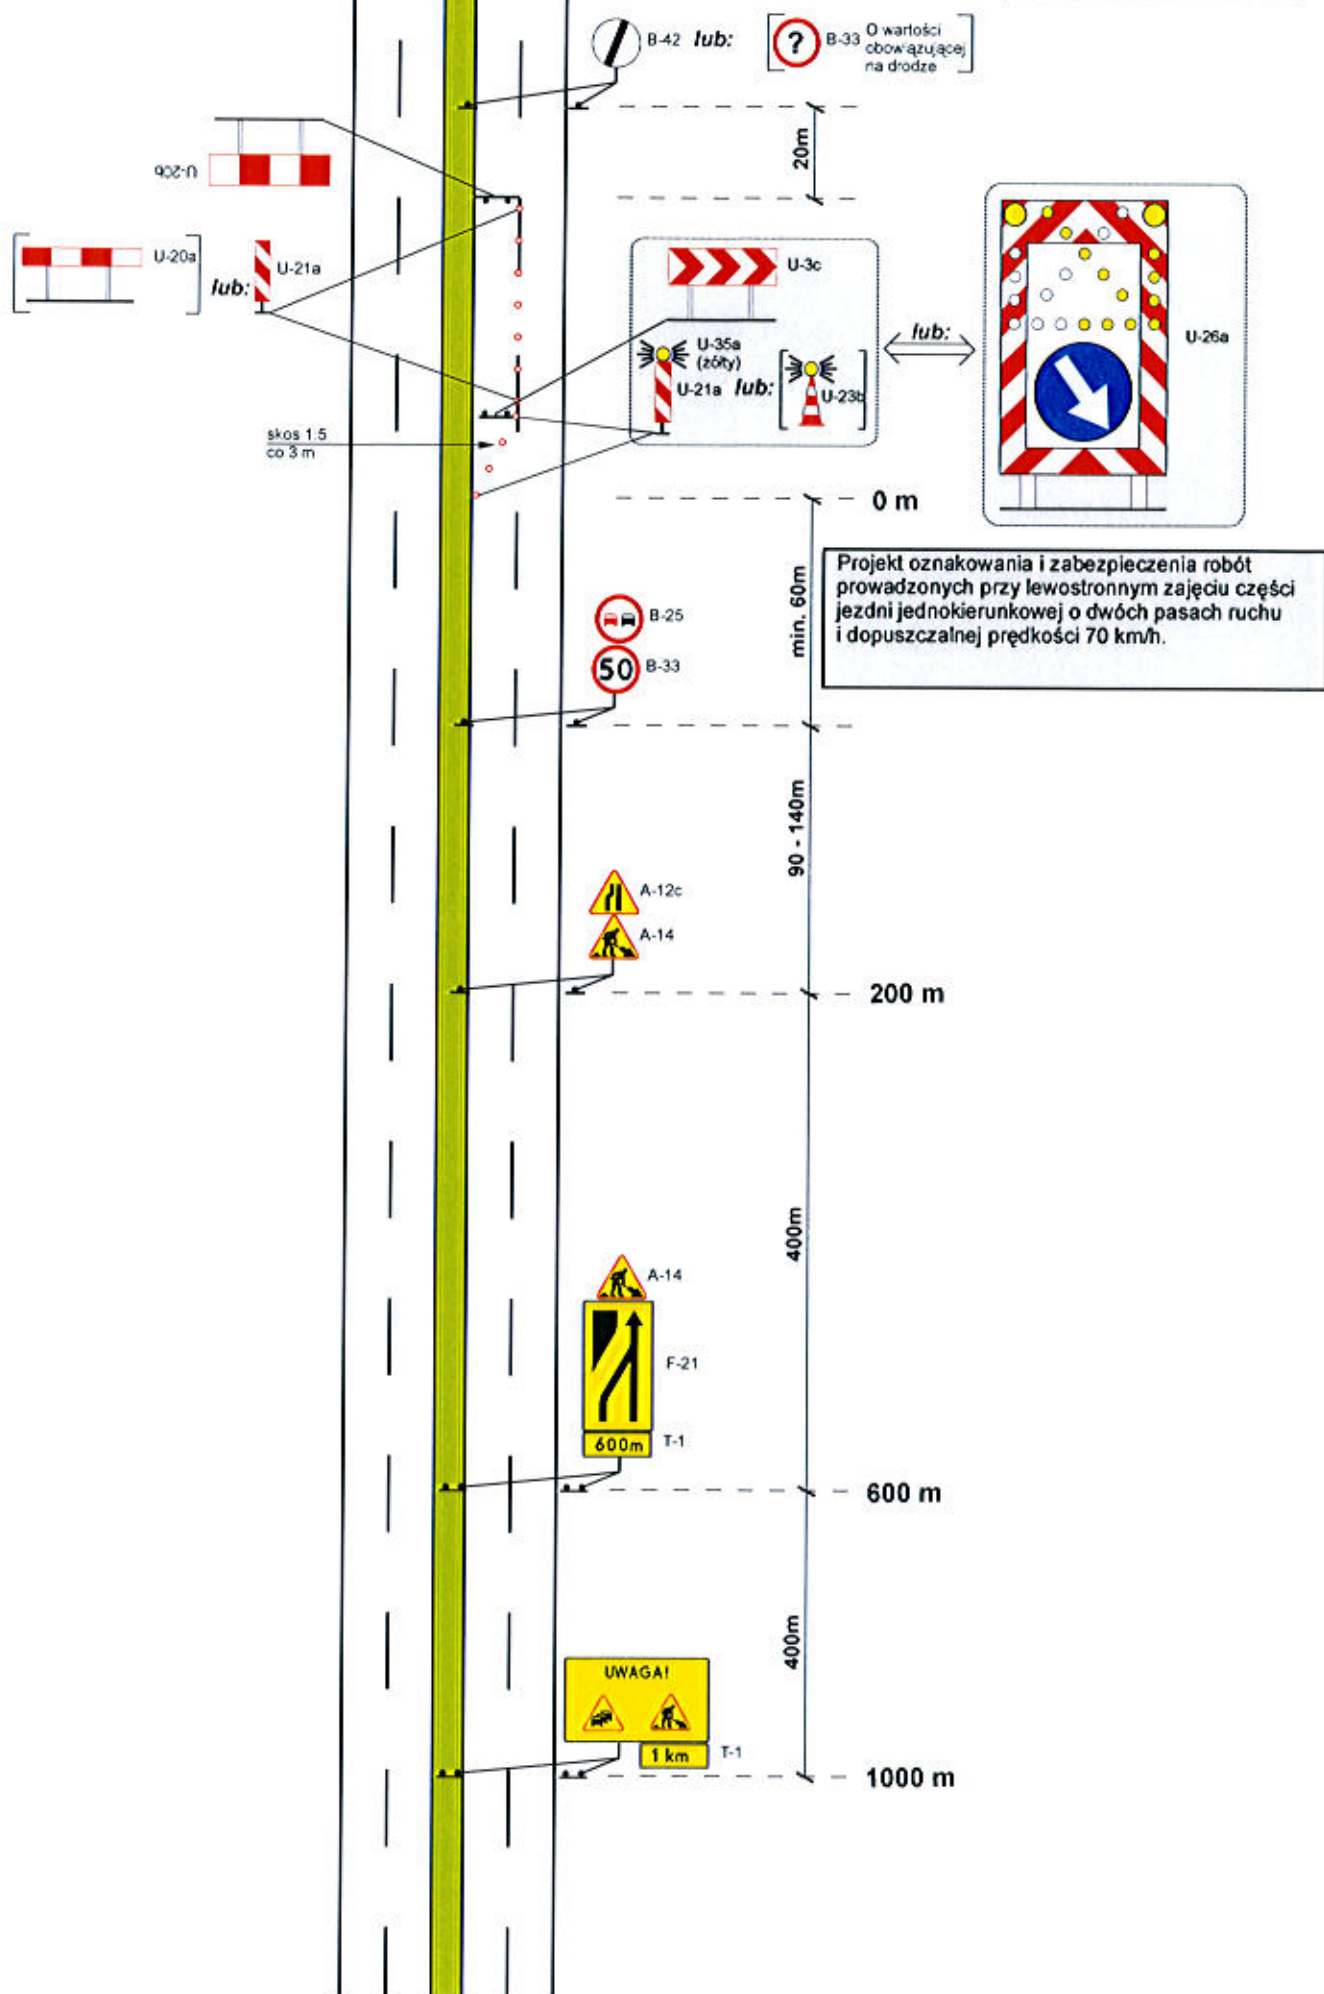 B-42 lub: ? B-33 O wartości
obowiązującej
na drodze
20m
U-20b
U-20a
lub:
U-21a
U-3c
U-35a
(żółty)
U-21a lub: U-23b
lub:
U-26a
skos 1:5
co 3 m
0 m
Projekt oznakowania i zabezpieczenia robót
prowadzonych przy lewostronnym zajęciu części
jezdni jednokierunkowej o dwóch pasach ruchu
i dopuszczalnej prędkości 70 km/h.
min. 60m
B-25
50 B-33
90 - 140m
A-12c
A-14
200 m
400m
A-14
F-21
600m T-1
600 m
400m
UWAGA!
1 km T-1
1000 m